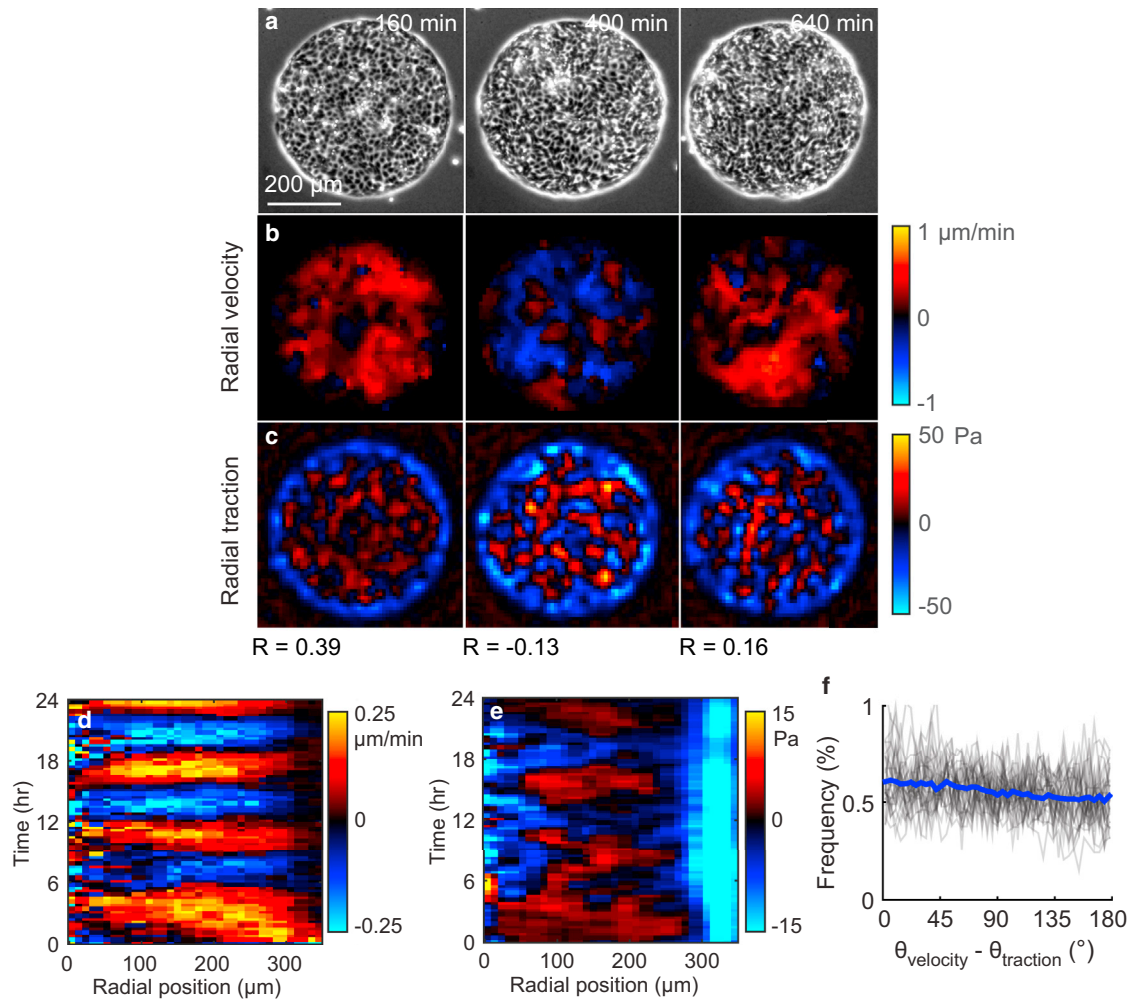 a
160 min
400 min
640 min
200 µm
b
Radial velocity
1 µm/min
0
-1
c
Radial traction
50 Pa
0
-50
R = 0.39
R = -0.13
R = 0.16
d
24
18
12
6
0
Time (hr)
0
100
200
300
Radial position (µm)
0.25
µm/min
0
-0.25
e
24
18
12
6
0
Time (hr)
0
100
200
300
Radial position (µm)
15
Pa
0
-15
f
1
0.5
0
Frequency (%)
0
45
90
135
180
θvelocity - θtraction (°)